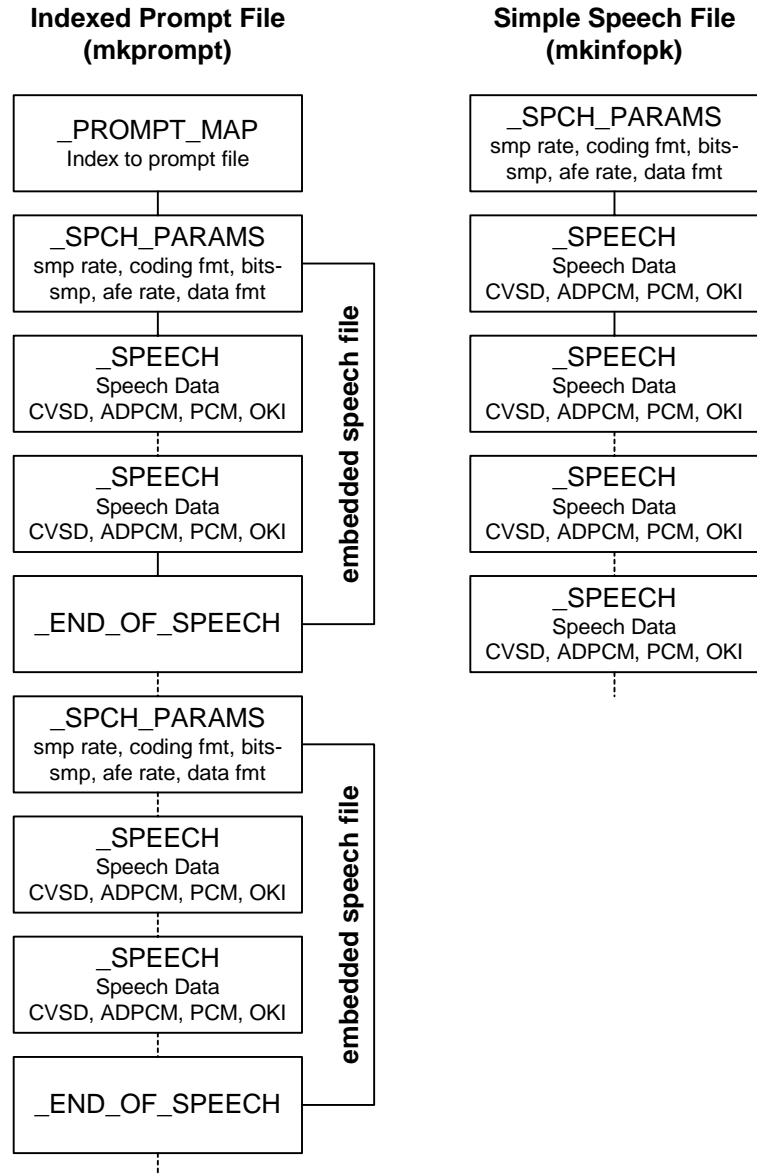 Indexed Prompt File
(mkprompt)
_PROMPT_MAP
Index to prompt file
_SPCH_PARAMS
smp rate, coding fmt, bits-
smp, afe rate, data fmt
_SPEECH
Speech Data
CVSD, ADPCM, PCM, OKI
_SPEECH
Speech Data
CVSD, ADPCM, PCM, OKI
_END_OF_SPEECH
embedded speech file
_SPCH_PARAMS
smp rate, coding fmt, bits-
smp, afe rate, data fmt
_SPEECH
Speech Data
CVSD, ADPCM, PCM, OKI
_SPEECH
Speech Data
CVSD, ADPCM, PCM, OKI
_END_OF_SPEECH
embedded speech file
Simple Speech File
(mkinfopk)
_SPCH_PARAMS
smp rate, coding fmt, bits-
smp, afe rate, data fmt
_SPEECH
Speech Data
CVSD, ADPCM, PCM, OKI
_SPEECH
Speech Data
CVSD, ADPCM, PCM, OKI
_SPEECH
Speech Data
CVSD, ADPCM, PCM, OKI
_SPEECH
Speech Data
CVSD, ADPCM, PCM, OKI